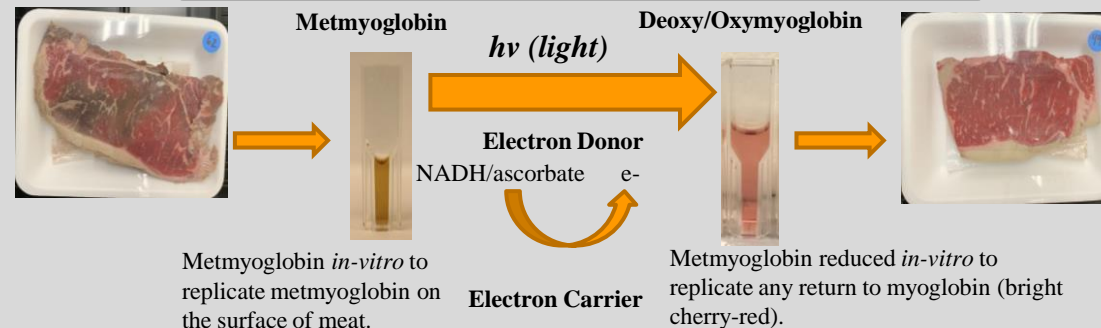 Metmyoglobin
Deoxy/Oxymyoglobin
hv (light)
Electron Donor
NADH/ascorbate e-
Metmyoglobin in-vitro to
replicate metmyoglobin on
the surface of meat.
Electron Carrier
Metmyoglobin reduced in-vitro to
replicate any return to myoglobin (bright
cherry-red).